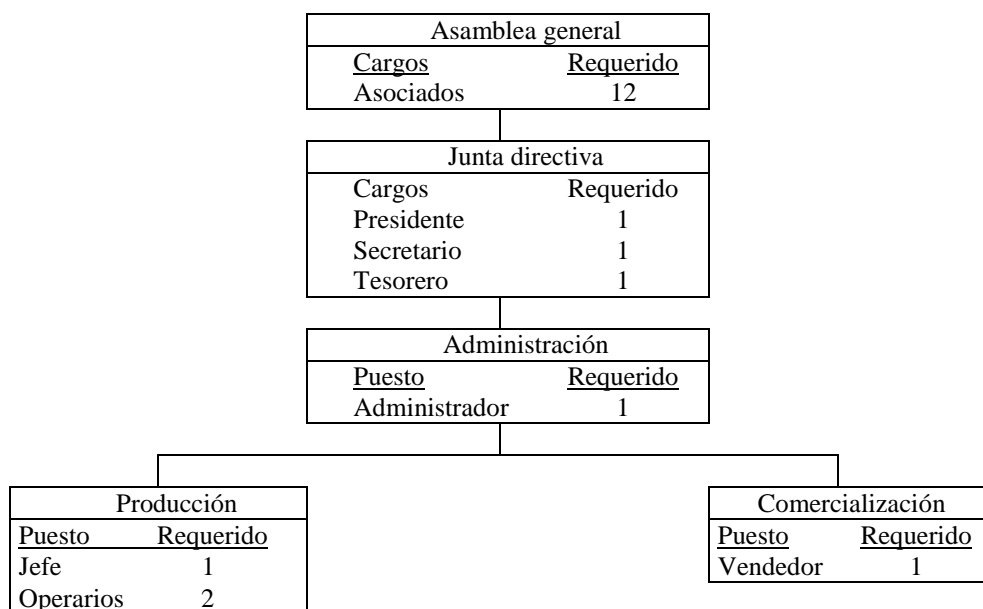 Asamblea general
Cargos Requerido
Asociados 12
Junta directiva
Cargos Requerido
Presidente 1
Secretario 1
Tesorero 1
Administración
Puesto Requerido
Administrador 1
Producción
Puesto Requerido
Jefe 1
Operarios 2
Comercialización
Puesto Requerido
Vendedor 1